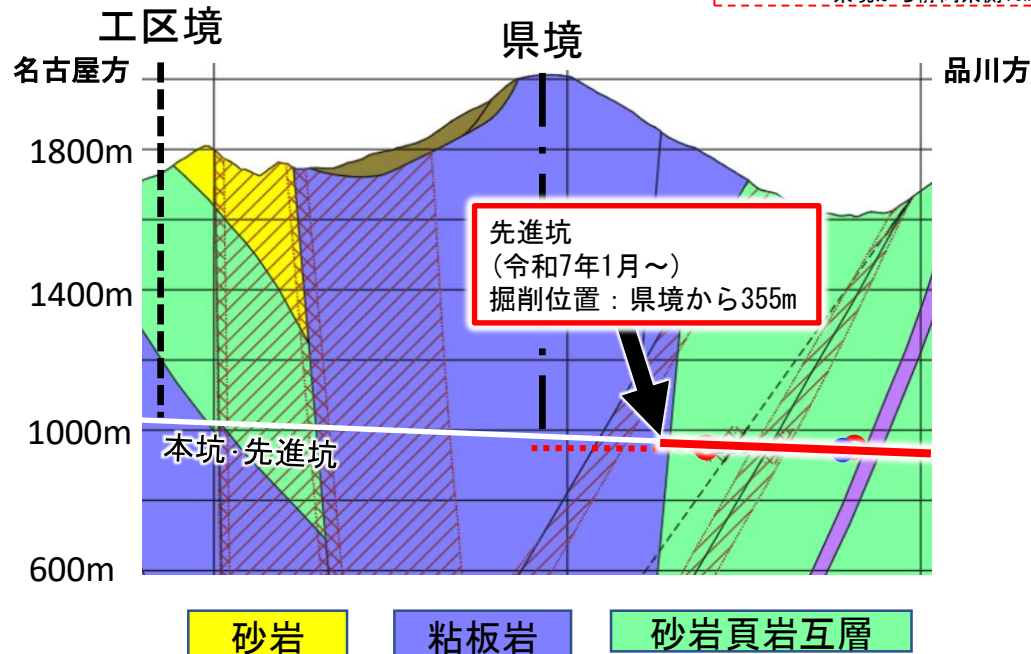 工区境
県境
名古屋方
品川方
1800m
先進坑
(令和7年1月～)
掘削位置：県境から355m
1400m
1000m
本坑・先進坑
600m
砂岩
粘板岩
砂岩頁岩互層